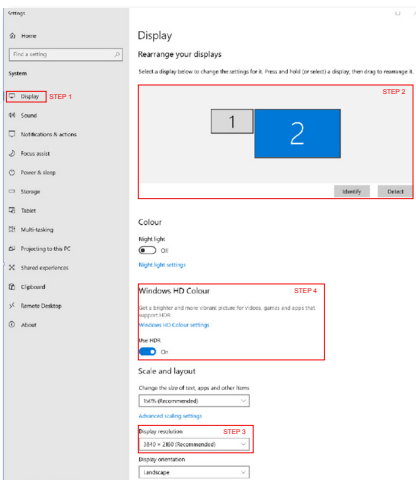 Settings
Home
Find a setting
System
Display STEP 1
Sound
Notifications & actions
Focus assist
Power & sleep
Storage
Tablet
Multi-tasking
Projecting to this PC
Shared experiences
Clipboard
Remote Desktop
About
Display
Rearrange your displays
Select a display below to change the settings for it. Press and hold (or select) a display, then drag to rearrange it.
STEP 2
1
2
Identify Detect
Colour
Night light
Off
Night light settings
Windows HD Colour STEP 4
Get a brighter and more vibrant picture for videos, games and apps that
support HDR
Windows HD Colour settings
Use HDR
On
Scale and layout
Change the size of text, apps and other items
150% (Recommended)
Advanced scaling settings
Display resolution STEP 3
3840 × 2160 (Recommended)
Display orientation
Landscape